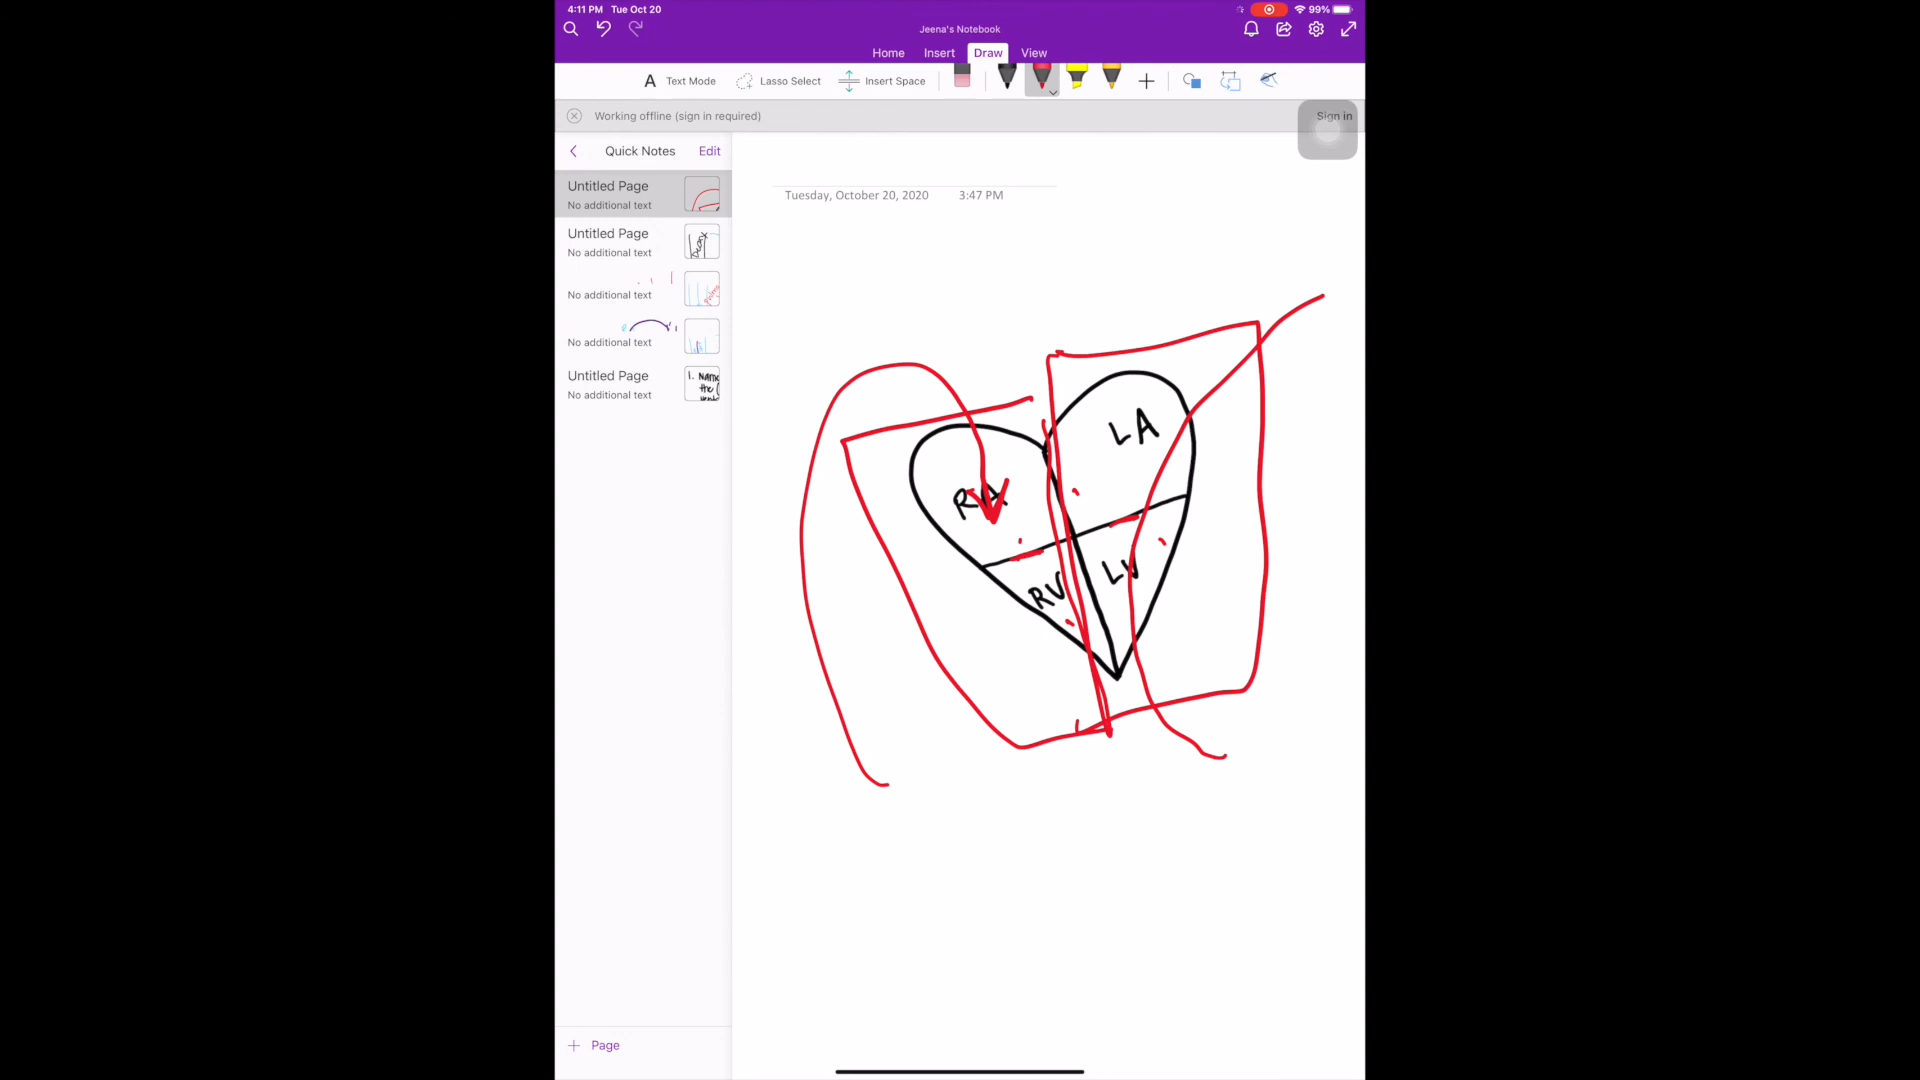 4:11 PM Tue Oct 20
99%
Jeena's Notebook
Home Insert Draw View
A Text Mode Lasso Select Insert Space
Working offline (sign in required) Sign in
Quick Notes Edit
Untitled Page
No additional text
Untitled Page
No additional text
No additional text
No additional text
Untitled Page
No additional text
1. Name
the
Page
Tuesday, October 20, 2020 3:47 PM
LA
RA
LV
RV